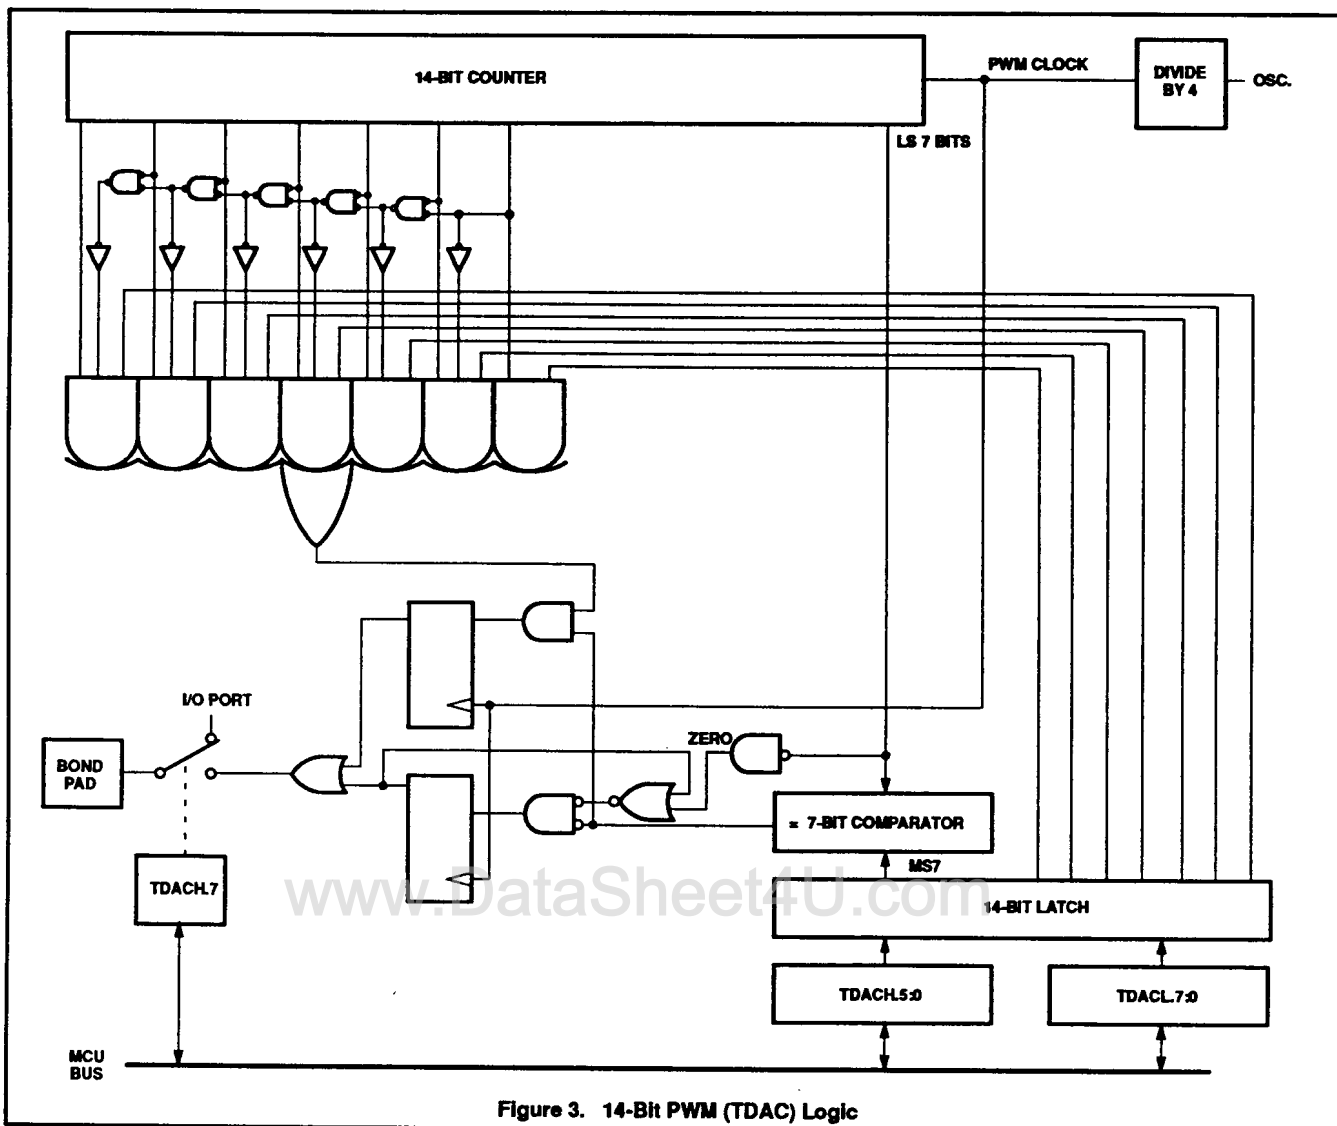 14-BIT COUNTER
PWM CLOCK
DIVIDE
BY 4
OSC.
LS 7 BITS
I/O PORT
ZERO
BOND
PAD
= 7-BIT COMPARATOR
MS7
TDACH.7
www.DataSheet4U.com
14-BIT LATCH
TDACH.5:0
TDACL.7:0
MCU
BUS
Figure 3. 14-Bit PWM (TDAC) Logic